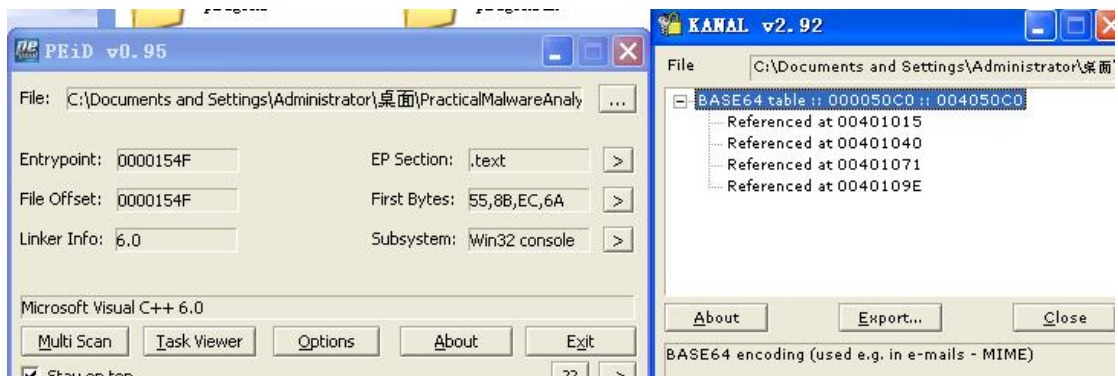 PEiD v0.95
File: C:\Documents and Settings\Administrator\桌面\PracticalMalwareAnaly ...
Entrypoint: 0000154F EP Section: .text >
File Offset: 0000154F First Bytes: 55,8B,EC,6A >
Linker Info: 6.0 Subsystem: Win32 console >
Microsoft Visual C++ 6.0
Multi Scan Task Viewer Options About Exit
Stay on top ?? >
KANAL v2.92
File C:\Documents and Settings\Administrator\桌面
BASE64 table :: 000050C0 :: 004050C0
Referenced at 00401015
Referenced at 00401040
Referenced at 00401071
Referenced at 0040109E
About Export... Close
BASE64 encoding (used e.g. in e-mails - MIME)